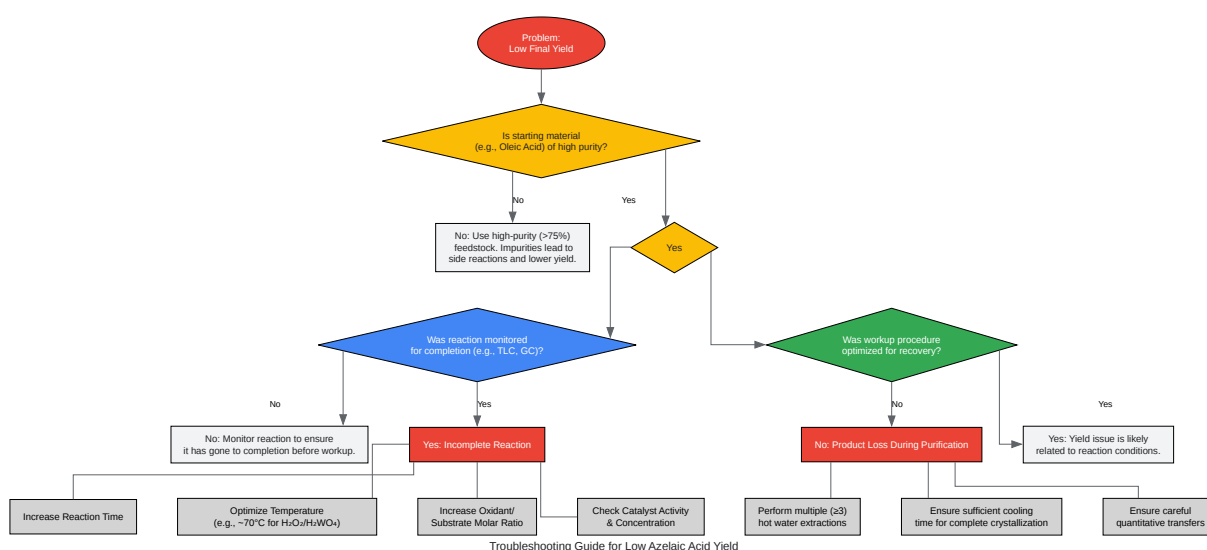 Problem:
Low Final Yield
Is starting material
(e.g., Oleic Acid) of high purity?
No
Yes
No: Use high-purity (>75%)
feedstock. Impurities lead to
side reactions and lower yield.
Yes
Was reaction monitored
for completion (e.g., TLC, GC)?
Was workup procedure
optimized for recovery?
No
Yes
No
Yes
No: Monitor reaction to ensure
it has gone to completion before workup.
Yes: Incomplete Reaction
No: Product Loss During Purification
Yes: Yield issue is likely
related to reaction conditions.
Increase Reaction Time
Optimize Temperature
(e.g., ~70°C for H₂O₂/H₂WO₄)
Increase Oxidant/
Substrate Molar Ratio
Check Catalyst Activity
& Concentration
Perform multiple (≥3)
hot water extractions
Ensure sufficient cooling
time for complete crystallization
Ensure careful
quantitative transfers
Troubleshooting Guide for Low Azelaic Acid Yield